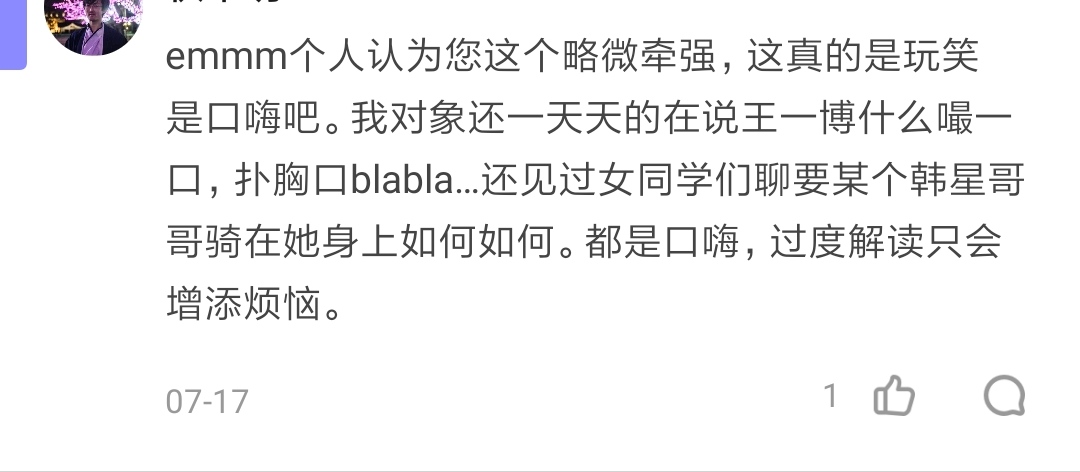 emmm个人认为您这个略微牵强，这真的是玩笑
是口嗨吧。我对象还一天天的在说王一博什么嘬一
口，扑胸口blabla...还见过女同学们聊要某个韩星哥
哥骑在她身上如何如何。都是口嗨，过度解读只会
增添烦恼。
07-17
1